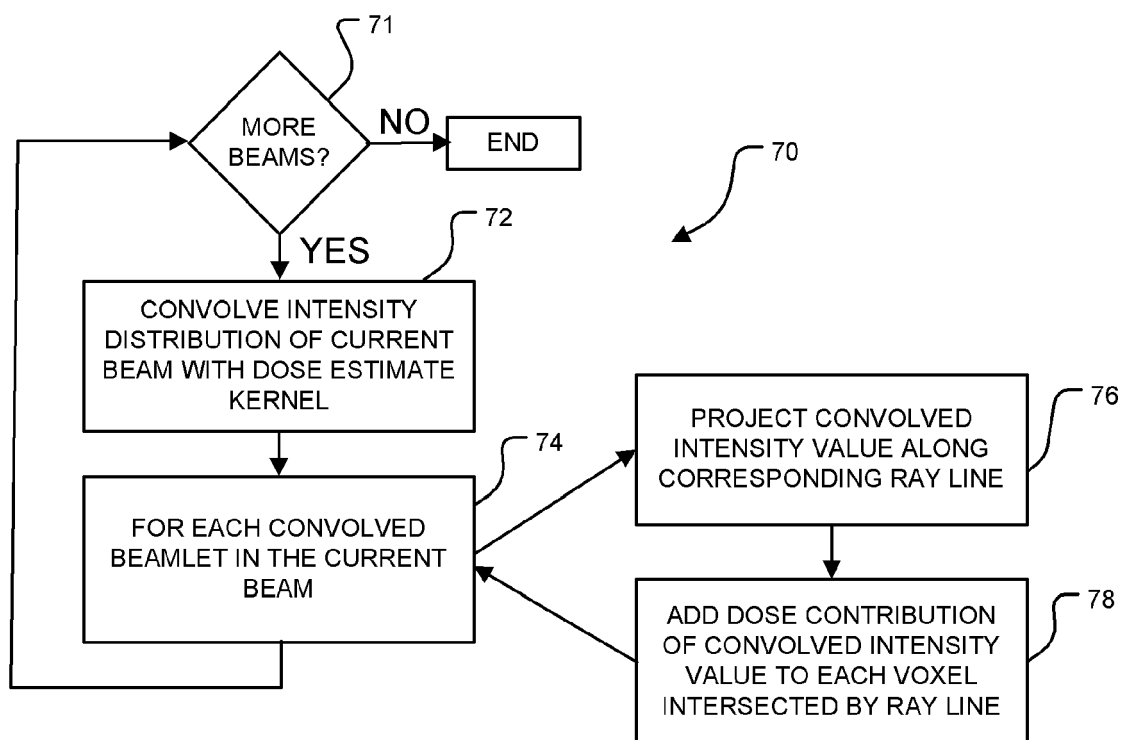 71
MORE
BEAMS?
NO
END
70
YES
72
CONVOLVE INTENSITY
DISTRIBUTION OF CURRENT
BEAM WITH DOSE ESTIMATE
KERNEL
74
FOR EACH CONVOLVED
BEAMLET IN THE CURRENT
BEAM
76
PROJECT CONVOLVED
INTENSITY VALUE ALONG
CORRESPONDING RAY LINE
78
ADD DOSE CONTRIBUTION
OF CONVOLVED INTENSITY
VALUE TO EACH VOXEL
INTERSECTED BY RAY LINE